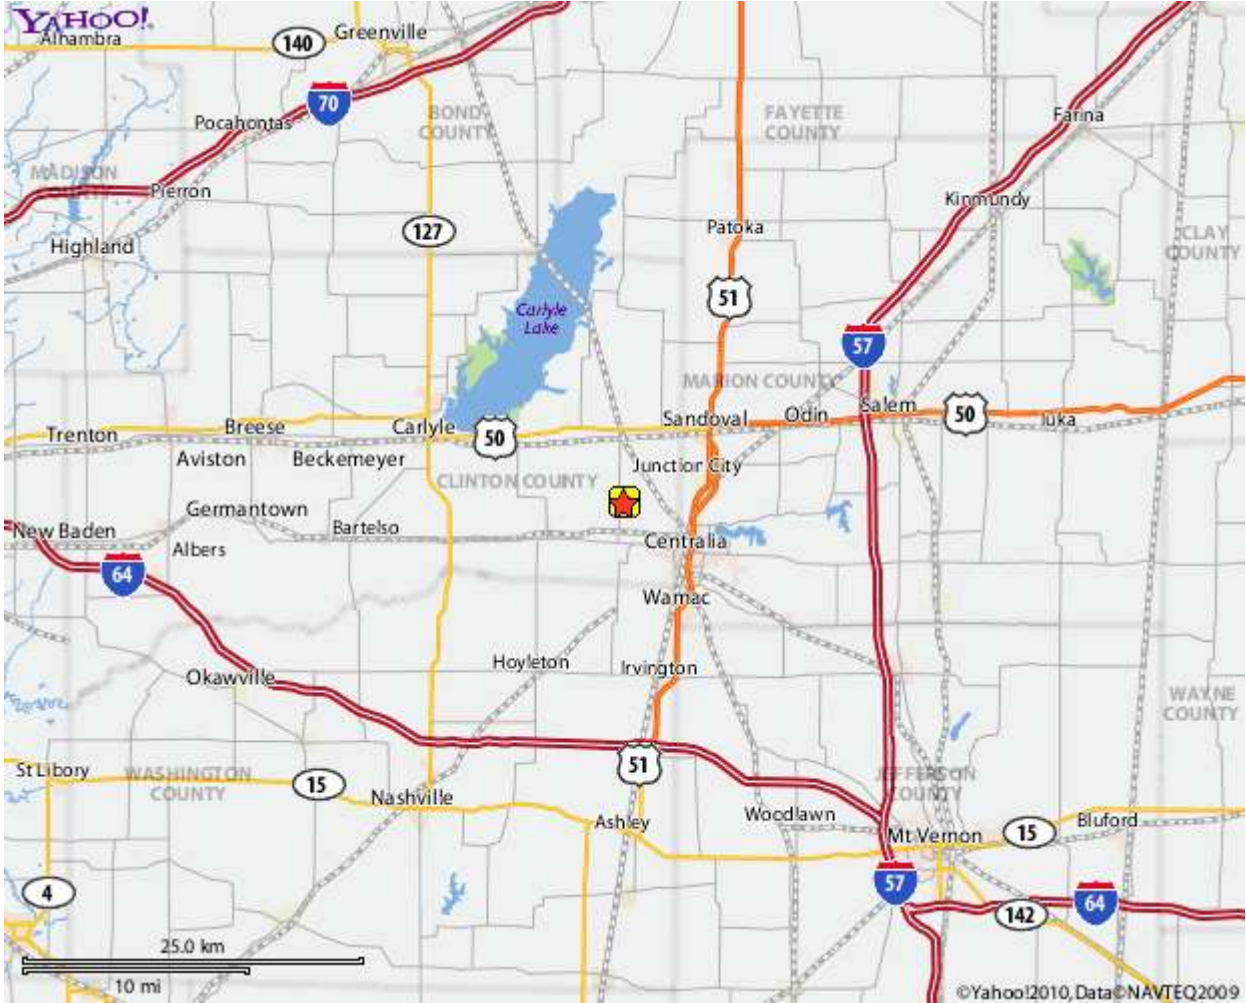 YAHOO!
Alhambra
140
Greenville
70
BOND
COUNTY
FAYETTE
COUNTY
Farina
Pocahontas
MADISON
COUNTY
Pierron
Kinmundy
127
Patoka
Highland
CLAY
COUNTY
51
Carlyle
Lake
57
MARION COUNTY
Salem
Sandoval
Odin
50
Iuka
Trenton
Breese
Carlyle
50
Aviston
Beckemeyer
Junction City
CLINTON COUNTY
Germantown
Bartelso
New Baden
Albers
Centralia
64
Wamac
Hoyleton
Irvington
Okawville
WAYNE
COUNTY
51
St Libory
WASHINGTON
COUNTY
15
Nashville
JEFFERSON
COUNTY
Ashley
Woodlawn
Mt Vernon
15
Bluford
4
57
64
142
25.0 km
10 mi
©Yahoo!2010,Data©NAVTEQ2009